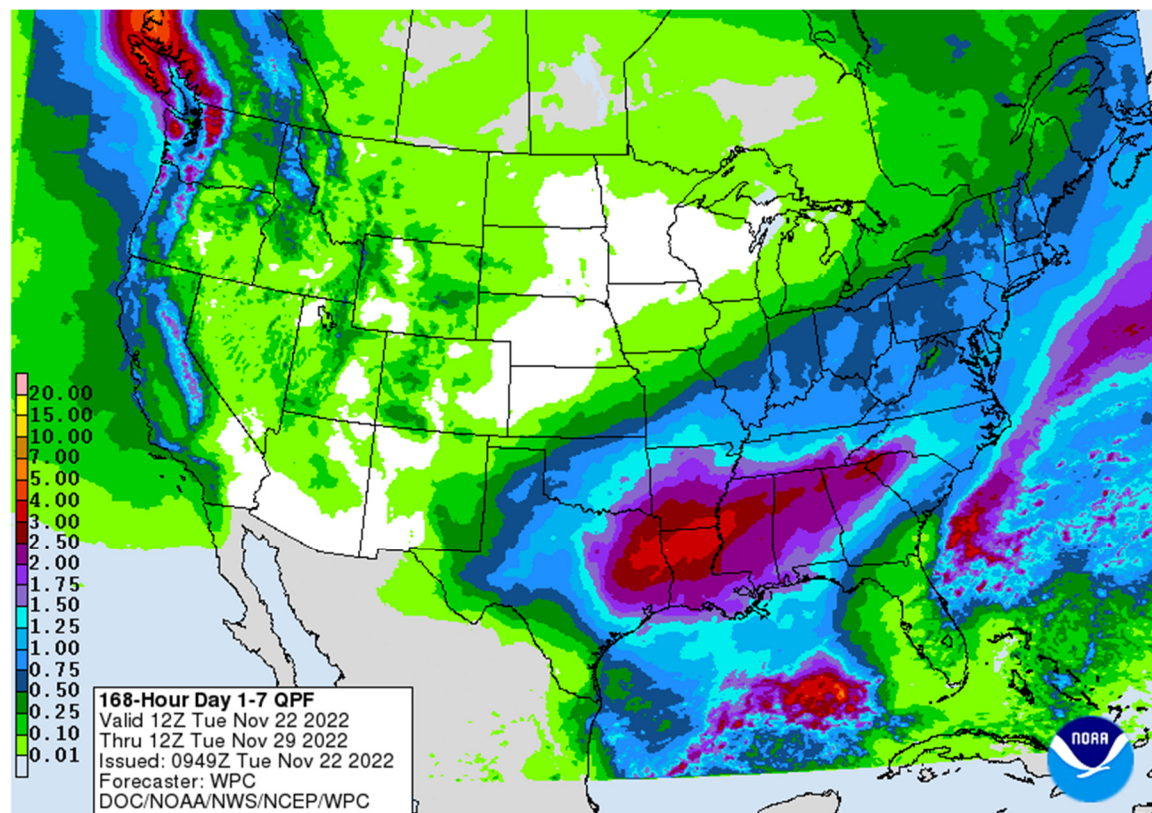 20.00
15.00
10.00
7.00
5.00
4.00
3.00
2.50
2.00
1.75
1.50
1.25
1.00
0.75
0.50
0.25
0.10
0.01
168-Hour Day 1-7 QPF
Valid 12Z Tue Nov 22 2022
Thru 12Z Tue Nov 29 2022
Issued: 0949Z Tue Nov 22 2022
Forecaster: WPC
DOC/NOAA/NWS/NCEP/WPC
NOAA